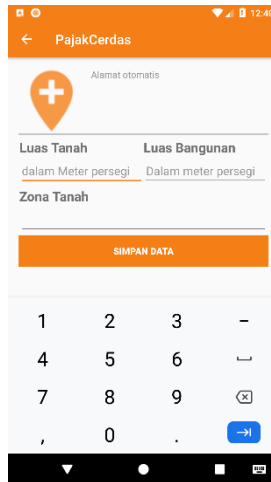 12:40
PajakCerdas
Alamat otomatis
Luas Tanah Luas Bangunan
dalam Meter persegi Dalam meter persegi
Zona Tanah
SIMPAN DATA
1 2 3 -
4 5 6
7 8 9
, 0 .